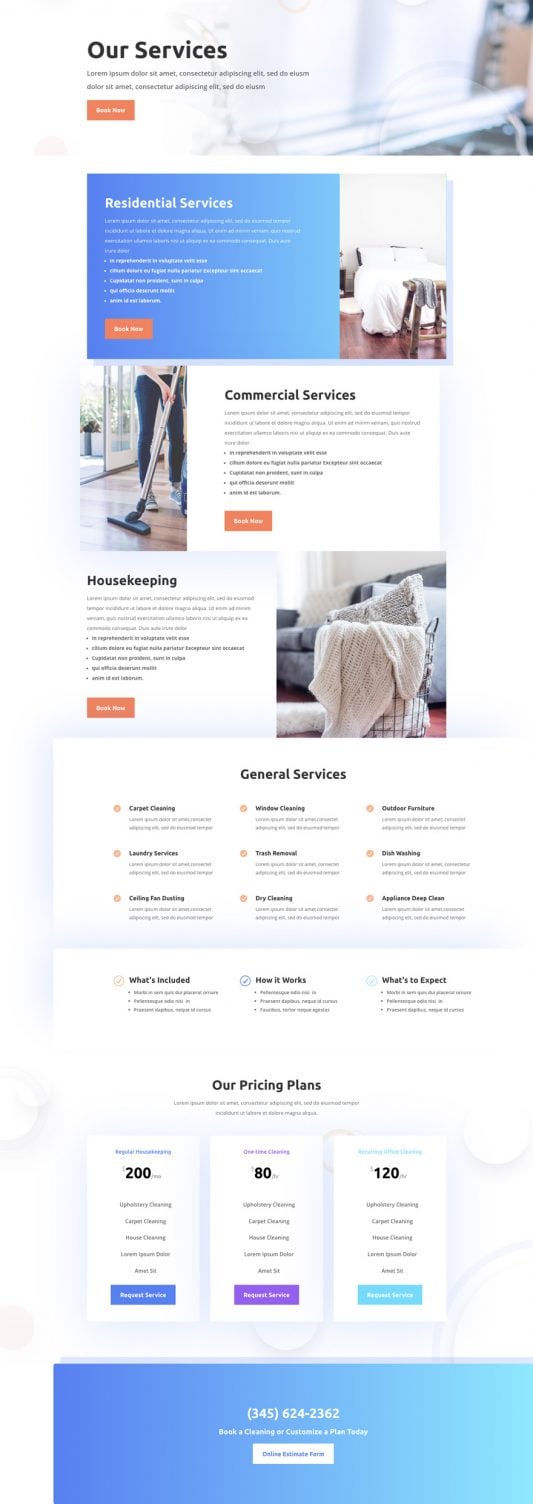 Our Services
Lorem ipsum dolor sit amet, consectetur adipiscing elit, sed do eiusm
dolor sit amet, consectetur adipiscing elit, sed do eiusm
Book Now
Residential Services
Lorem ipsum dolor sit amet, consectetur adipiscing elit, sed do eiusmod tempor
incididunt ut labore et dolore magna aliqua. Ut enim ad minim veniam, quis nostrud
exercitation ullamco laboris nisi ut aliquip ex ea commodo consequat. Duis aute
irure dolor
in reprehenderit in voluptate velit esse
cillum dolore eu fugiat nulla pariatur Excepteur sint occaecat
Cupidatat non proident, sunt in culpa
qui officia deserunt mollit
anim id est laborum.
Book Now
Commercial Services
Lorem ipsum dolor sit amet, consectetur adipiscing elit, sed do eiusmod tempor
incididunt ut labore et dolore magna aliqua. Ut enim ad minim veniam, quis nostrud
exercitation ullamco laboris nisi ut aliquip ex ea commodo consequat. Duis aute
irure dolor
in reprehenderit in voluptate velit esse
cillum dolore eu fugiat nulla pariatur Excepteur sint occaecat
Cupidatat non proident, sunt in culpa
qui officia deserunt mollit
anim id est laborum.
Book Now
Housekeeping
Lorem ipsum dolor sit amet, consectetur adipiscing elit, sed do eiusmod
tempor incididunt ut labore et dolore magna aliqua. Ut enim ad minim
veniam, quis nostrud exercitation ullamco laboris nisi ut aliquip ex ea
commodo consequat. Duis aute irure dolor
in reprehenderit in voluptate velit esse
cillum dolore eu fugiat nulla pariatur Excepteur sint occaecat
Cupidatat non proident, sunt in culpa
qui officia deserunt mollit
anim id est laborum.
Book Now
General Services
Carpet Cleaning
Lorem ipsum dolor sit amet,consectet
adipiscing elit, sed do eiusmod tempor
Window Cleaning
Lorem ipsum dolor sit amet,consectet
adipiscing elit, sed do eiusmod tempor
Outdoor Furniture
Lorem ipsum dolor sit amet,consectet
adipiscing elit, sed do eiusmod tempor
Laundry Services
Lorem ipsum dolor sit amet,consectet
adipiscing elit, sed do eiusmod tempor
Trash Removal
Lorem ipsum dolor sit amet, consectet
adipiscing elit, sed do eiusmod tempor
Dish Washing
Lorem ipsum dolor sit amet, consectetur
adipiscing elit, sed do eiusmod tempor
Ceiling Fan Dusting
Lorem ipsum dolor sit amet,consectet
adipiscing elit, sed do eiusmod tempor
Dry Cleaning
Lorem ipsum dolor sit amet,consectet
adipiscing elit, sed do eiusmod tempor
Appliance Deep Clean
Lorem ipsum dolor sit amet,consectet
adipiscing elit, sed do eiusmod tempor
What's Included
Morbi in sem quis dui placerat ornare
Pellentesque odio nisi in
Praesent dapibus, neque id cursus
How it Works
Pellentesque odio nisi in
Praesent dapibus, neque id cursus
Faucibus, tortor neque egestas
What's to Expect
Morbi in sem quis dui placerat ornare
Pellentesque odio nisi in
Praesent dapibus, neque id cursus
Our Pricing Plans
Lorem ipsum dolor sit amet, consectetur adipiscing elit, sed do eiusmod tempor
incididunt ut labore et dolore magna aliqua.
Regular Housekeeping
$200/mo
Upholstery Cleaning
Carpet Cleaning
House Cleaning
Lorem Ipsum Dolor
Amet Sit
Request Service
One-time Cleaning
$80/hr
Upholstery Cleaning
Carpet Cleaning
House Cleaning
Lorem Ipsum Dolor
Amet Sit
Request Service
Recurring Office Cleaning
$120/hr
Upholstery Cleaning
Carpet Cleaning
House Cleaning
Lorem Ipsum Dolor
Amet Sit
Request Service
(345) 624-2362
Book a Cleaning or Customize a Plan Today
Online Estimate Form